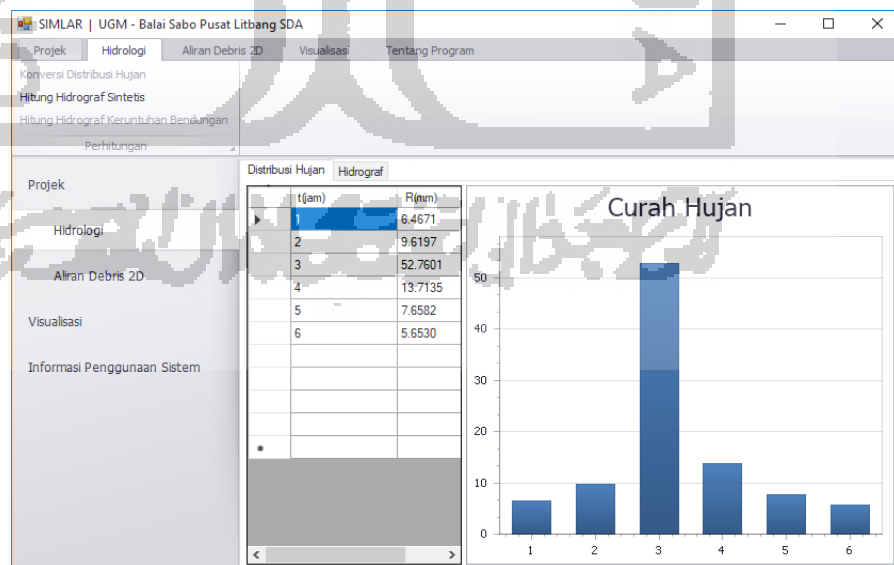 SIMLAR | UGM - Balai Sabo Pusat Litbang SDA
Projek Hidrologi Aliran Debris 2D Visualisasi Tentang Program
Konversi Distribusi Hujan
Hitung Hidrograf Sintetis
Hitung Hidrograf Keruntuhan Bendungan
Perhitungan
Projek
Hidrologi
Aliran Debris 2D
Visualisasi
Informasi Penggunaan Sistem
Distribusi Hujan Hidrograf
t(jam) R(mm)
1 6.4671
2 9.6197
3 52.7601
4 13.7135
5 7.6582
6 5.6530
Curah Hujan
50
40
30
20
10
0
1 2 3 4 5 6